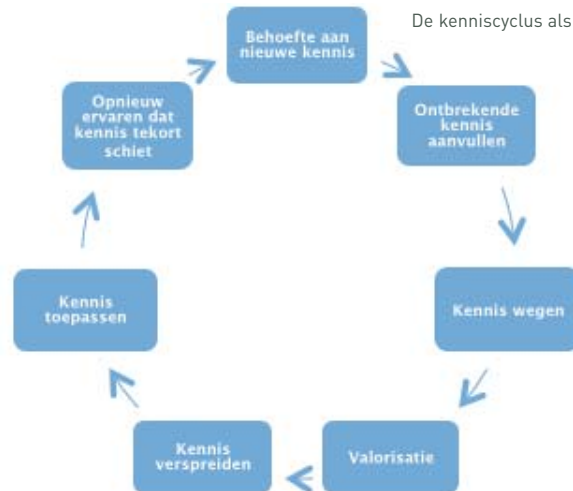 De kenniscyclus als
Behoefte aan
nieuwe kennis
Ontbrekende
kennis
aanvullen
Kennis wegen
Valorisatie
Kennis
verspreiden
Kennis
toepassen
Opnieuw
ervaren dat
kennis tekort
schiet